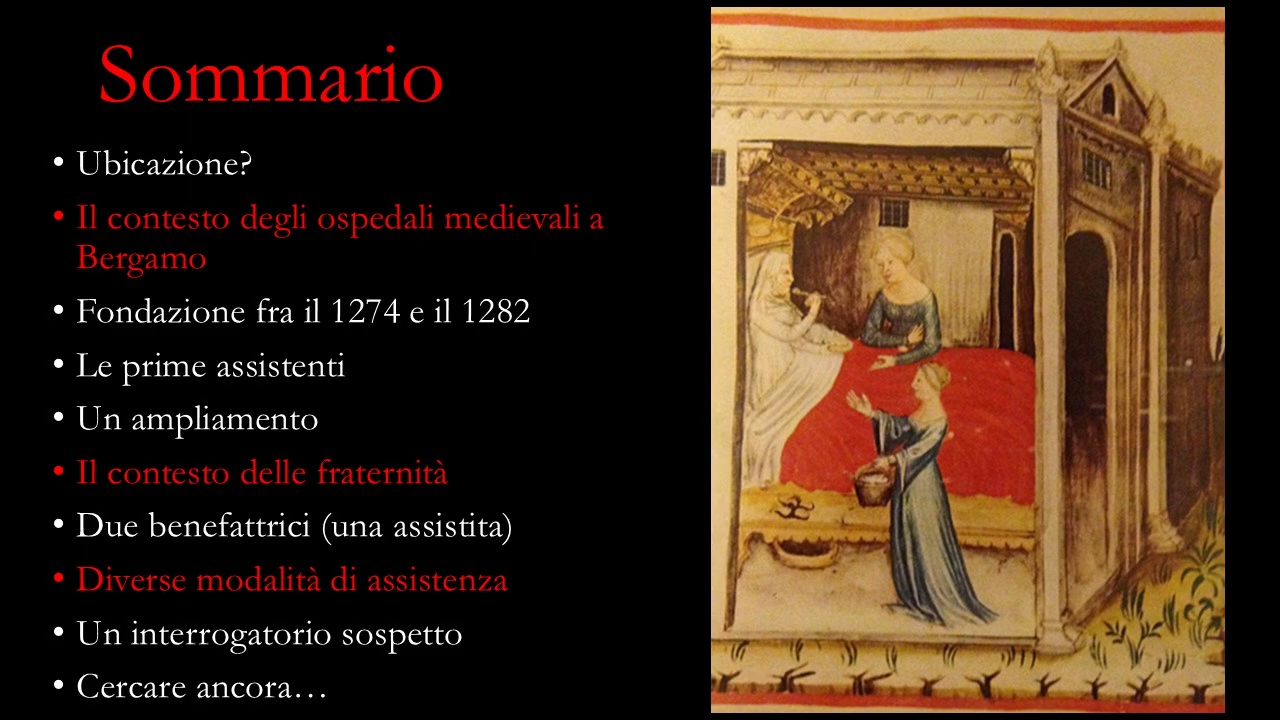 Sommario
• Ubicazione?
• Il contesto degli ospedali medievali a
Bergamo
• Fondazione fra il 1274 e il 1282
• Le prime assistenti
• Un ampliamento
• Il contesto delle fraternità
• Due benefattrici (una assistita)
• Diverse modalità di assistenza
• Un interrogatorio sospetto
• Cercare ancora…